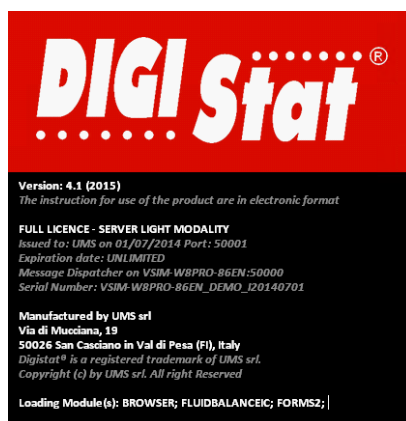 DIGI Stat ®
Version: 4.1 (2015)
The instruction for use of the product are in electronic format
FULL LICENCE - SERVER LIGHT MODALITY
Issued to: UMS on 01/07/2014 Port: 50001
Expiration date: UNLIMITED
Message Dispatcher on VSIM-W8PRO-86EN:50000
Serial Number: VSIM-W8PRO-86EN_DEMO_I20140701
Manufactured by UMS srl
Via di Mucciana, 19
50026 San Casciano in Val di Pesa (FI), Italy
Digistat® is a registered trademark of UMS srl.
Copyright (c) by UMS srl. All right Reserved
Loading Module(s): BROWSER; FLUIDBALANCEIC; FORMS2;